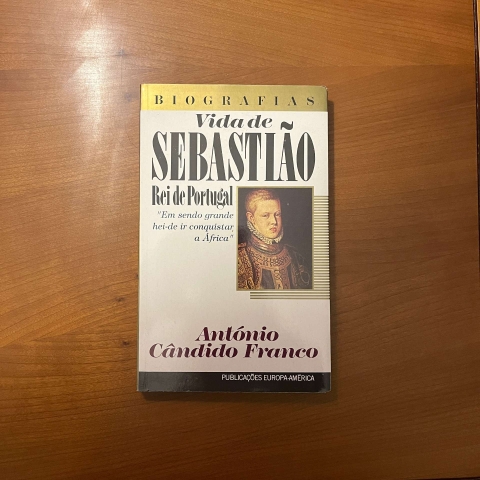 BIOGRAFIAS
Vida de
SEBASTIÃO
Rei de Portugal
"Em sendo grande
hei-de ir conquistar
a África"
António
Cândido Franco
PUBLICAÇÕES EUROPA-AMÉRICA